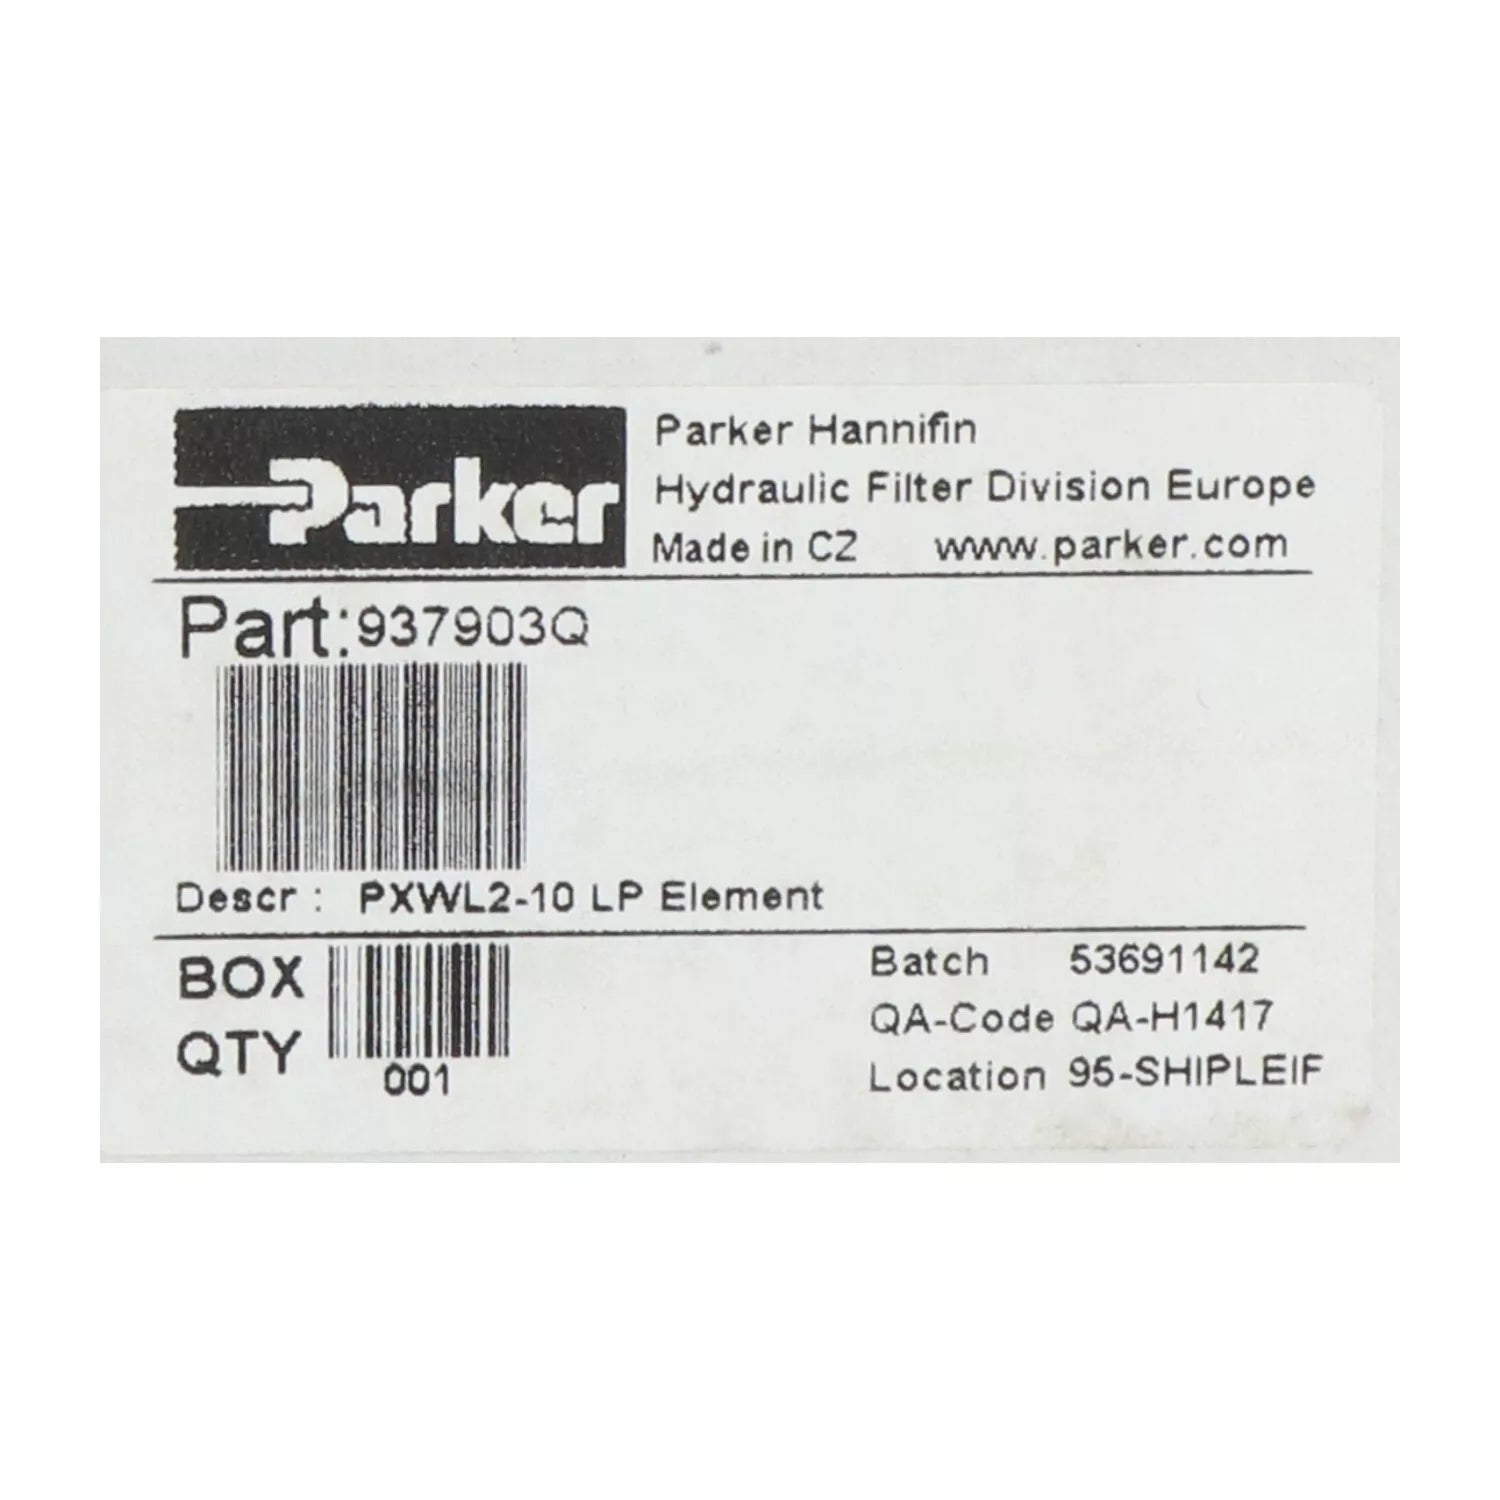 Parker
Parker Hannifin
Hydraulic Filter Division Europe
Made in CZ www.parker.com
Part:937903Q
Descr : PXWL2-10 LP Element
BOX
QTY
001
Batch 53691142
QA-Code QA-H1417
Location 95-SHIPLEIF